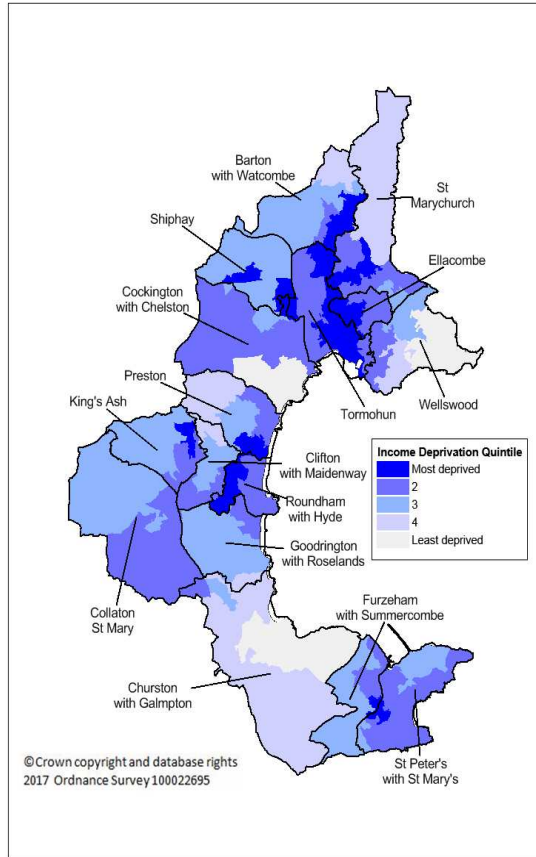 Barton
with Watcombe
St
Marychurch
Shiphay
Ellacombe
Cockington
with Chelston
Preston
Tormohun
Wellswood
King's Ash
Clifton
with Maidenway
Income Deprivation Quintile
Most deprived
2
3
4
Least deprived
Roundham
with Hyde
Goodrington
with Roselands
Collaton
St Mary
Furzeham
with Summercombe
Churston
with Galmpton
St Peter's
with St Mary's
©Crown copyright and database rights
2017 Ordnance Survey 100022695